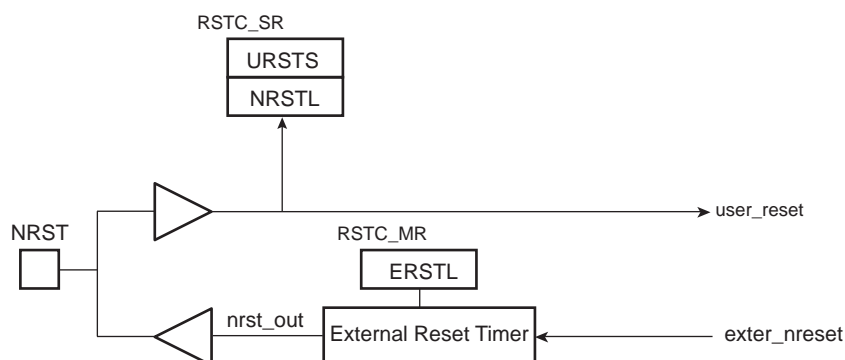 RSTC_SR
URSTS
NRSTL
user_reset
NRST
RSTC_MR
ERSTL
nrst_out
External Reset Timer
exter_nreset